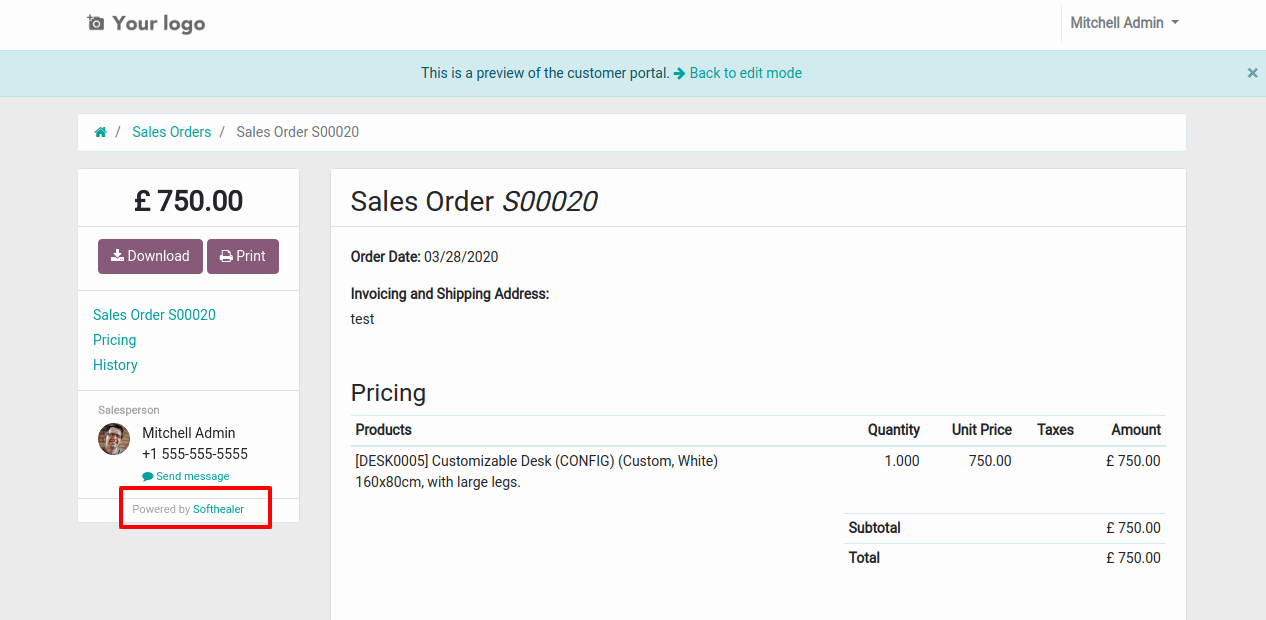 Your logo
Mitchell Admin
This is a preview of the customer portal. Back to edit mode
×
/ Sales Orders / Sales Order S00020
£ 750.00
Download Print
Sales Order S00020
Pricing
History
Salesperson
Mitchell Admin
+1 555-555-5555
Send message
Powered by Softhealer
Sales Order S00020
Order Date: 03/28/2020
Invoicing and Shipping Address:
test
Pricing
Products Quantity Unit Price Taxes Amount
[DESK0005] Customizable Desk (CONFIG) (Custom, White) 1.000 750.00 £ 750.00
160x80cm, with large legs.
Subtotal £ 750.00
Total £ 750.00